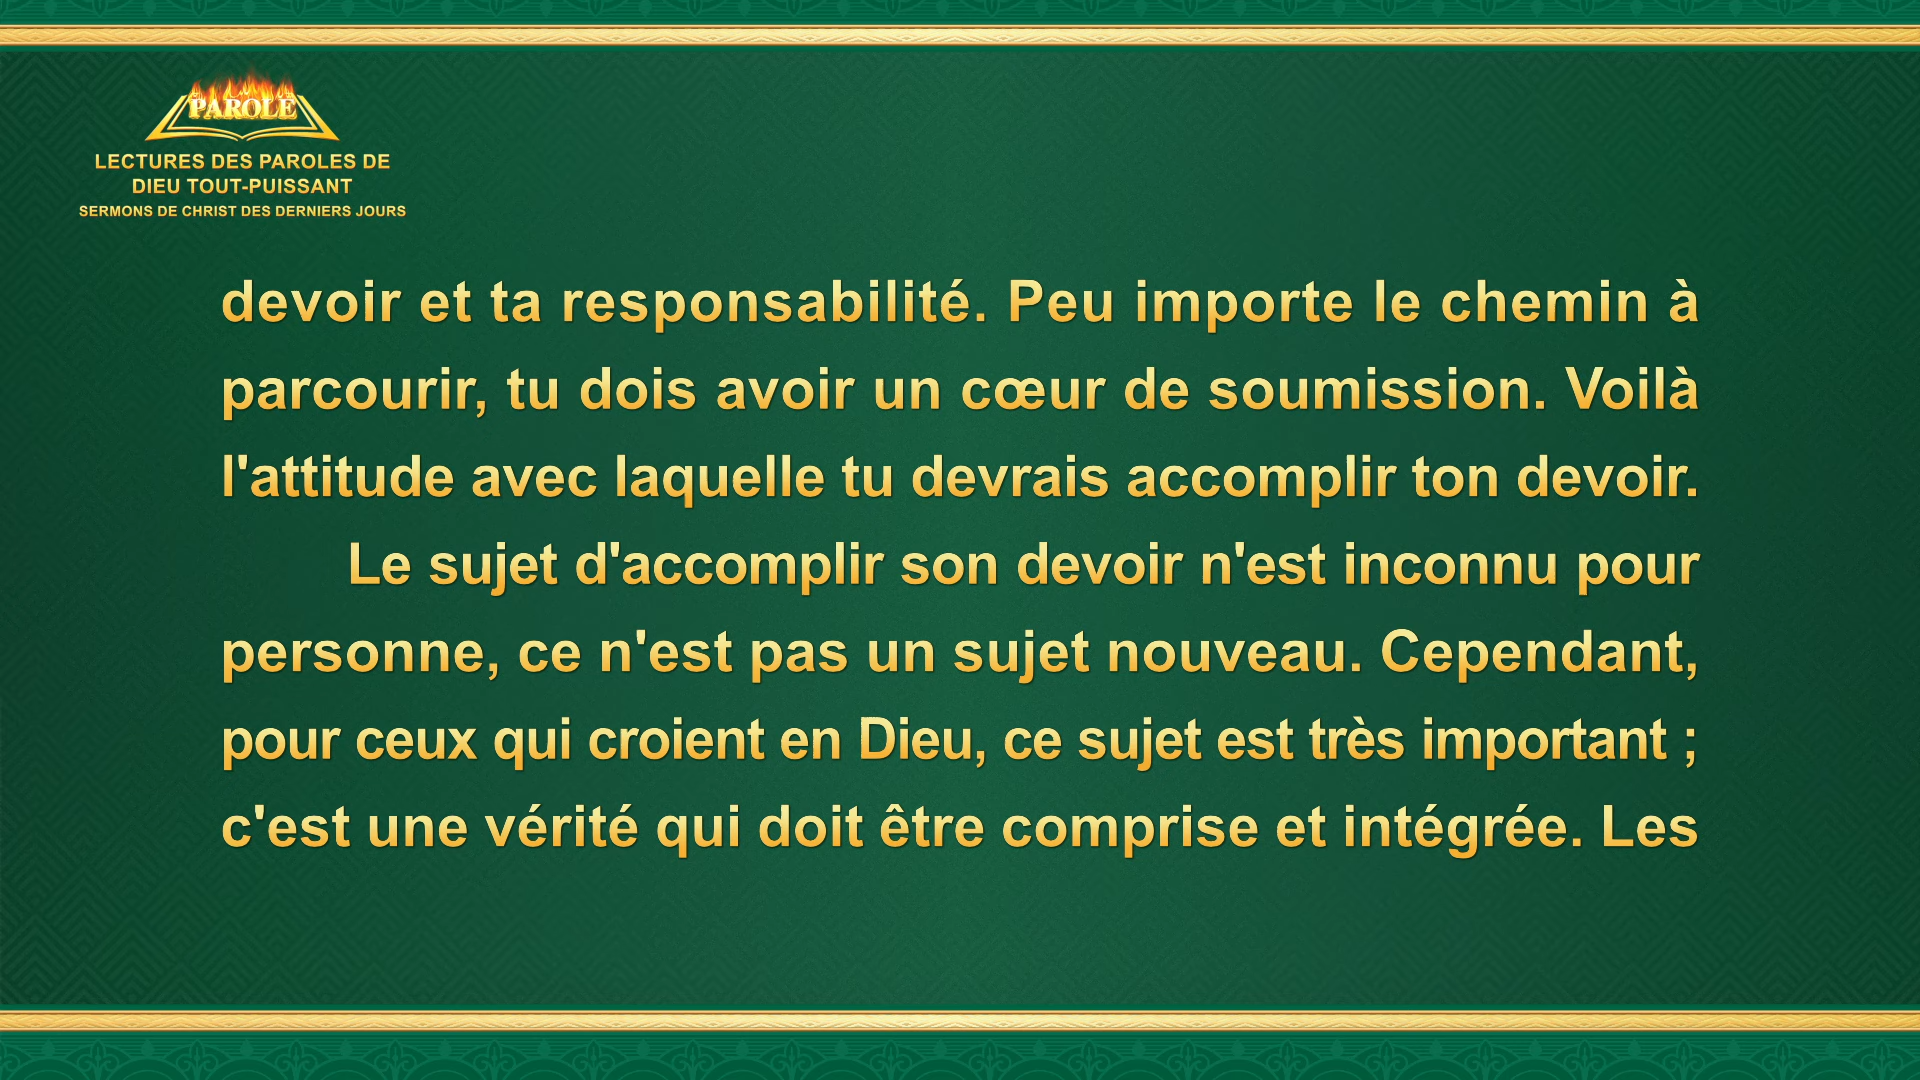 PAROLE
LECTURES DES PAROLES DE
DIEU TOUT-PUISSANT
SERMONS DE CHRIST DES DERNIERS JOURS
devoir et ta responsabilité. Peu importe le chemin à
parcourir, tu dois avoir un cœur de soumission. Voilà
l'attitude avec laquelle tu devrais accomplir ton devoir.
Le sujet d'accomplir son devoir n'est inconnu pour
personne, ce n'est pas un sujet nouveau. Cependant,
pour ceux qui croient en Dieu, ce sujet est très important ;
c'est une vérité qui doit être comprise et intégrée. Les